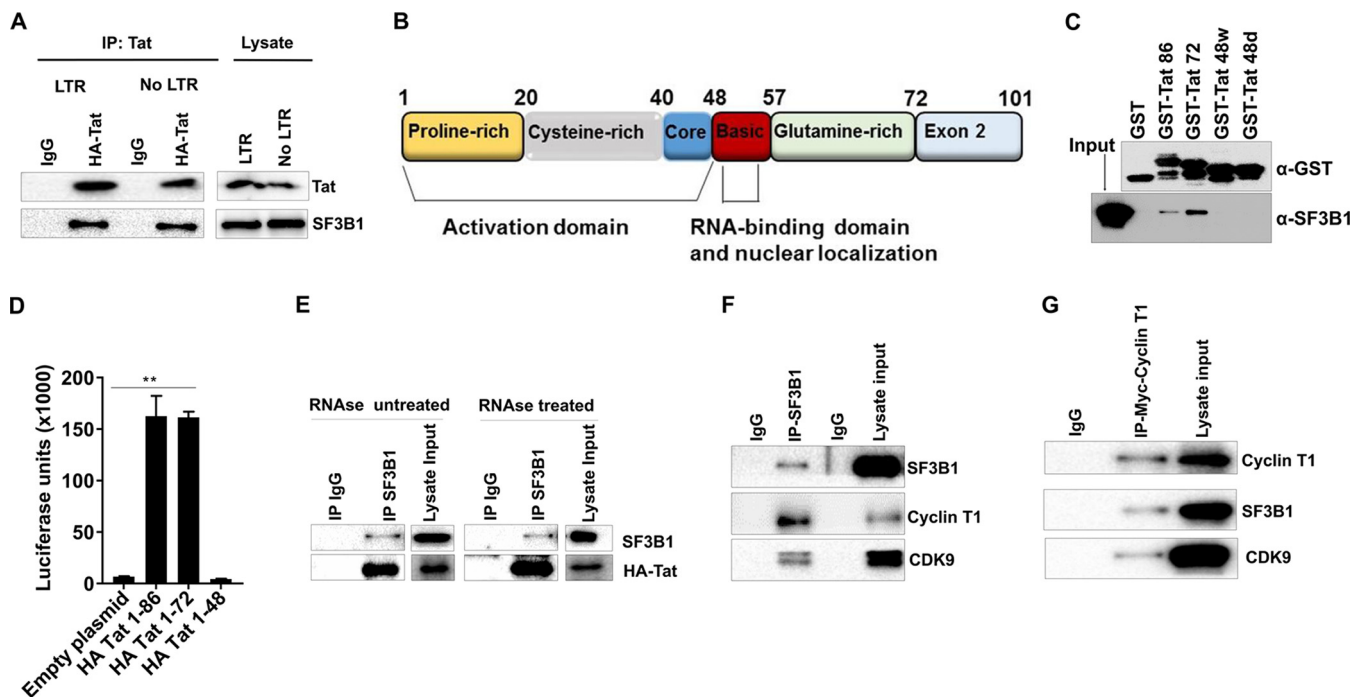 A
IP: Tat
Lysate
LTR
No LTR
IgG
HA-Tat
IgG
HA-Tat
LTR
No LTR
Tat
SF3B1
B
1 20 40 48 57 72 101
Proline-rich
Cysteine-rich
Core
Basic
Glutamine-rich
Exon 2
Activation domain
RNA-binding domain
and nuclear localization
C
GST
GST-Tat 86
GST-Tat 72
GST-Tat 48w
GST-Tat 48d
Input
α-GST
α-SF3B1
D
Luciferase units (x1000)
200
150
100
50
0
**
Empty plasmid
HA Tat 1-86
HA Tat 1-72
HA Tat 1-48
E
RNAse untreated
RNAse treated
IP IgG
IP SF3B1
Lysate Input
IP IgG
IP SF3B1
Lysate Input
SF3B1
HA-Tat
F
IgG
IP-SF3B1
IgG
Lysate input
SF3B1
Cyclin T1
CDK9
G
IgG
IP-Myc-Cyclin T1
Lysate input
Cyclin T1
SF3B1
CDK9